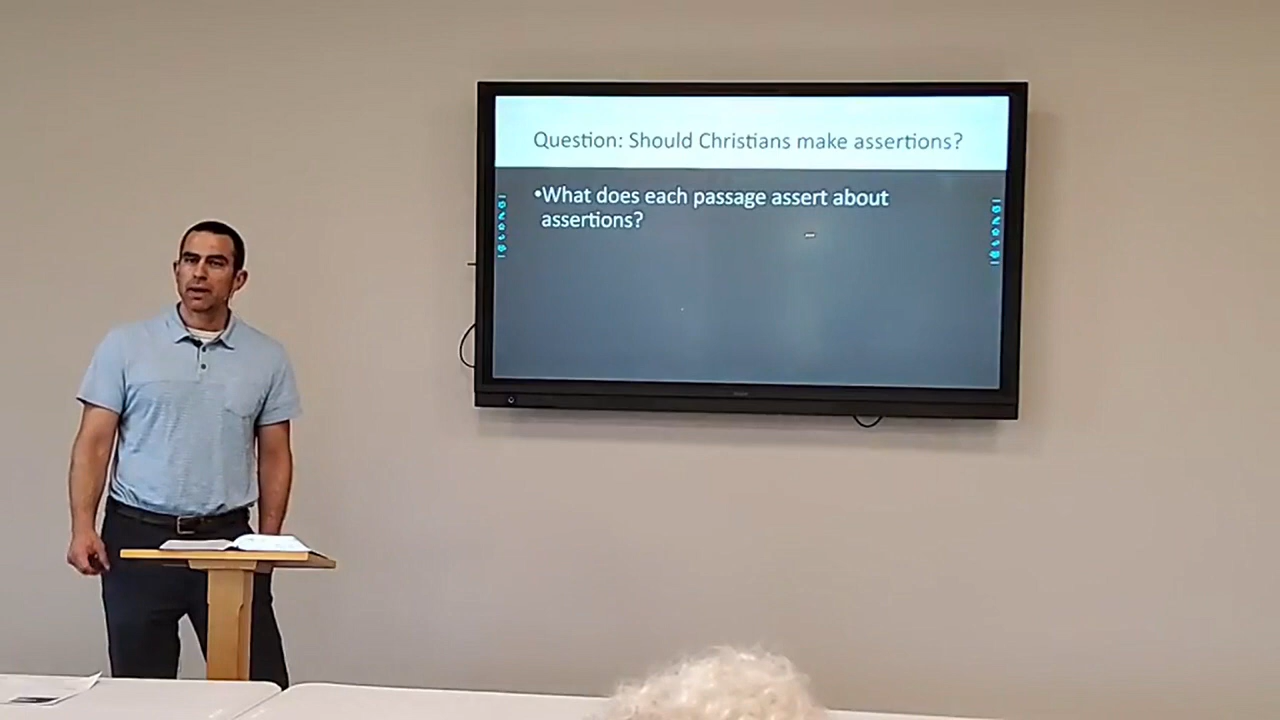 Question: Should Christians make assertions?
•What does each passage assert about
assertions?